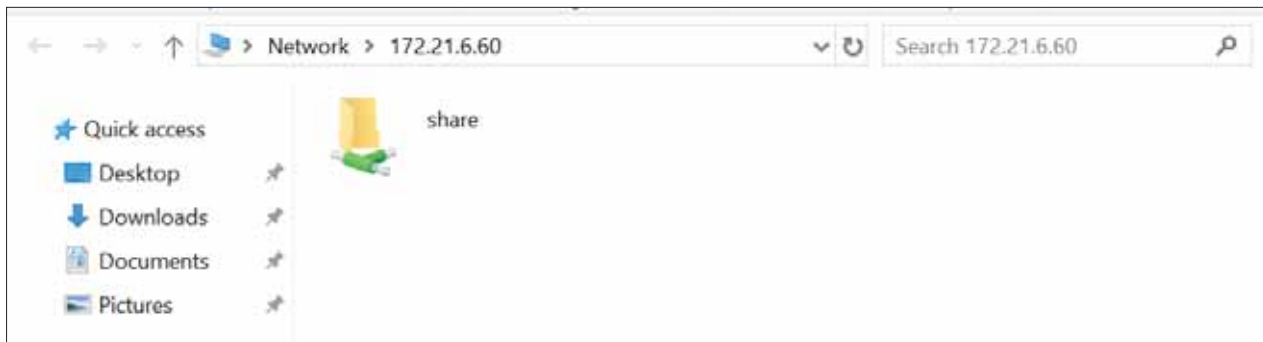 Network > 172.21.6.60
Search 172.21.6.60
Quick access
share
Desktop
Downloads
Documents
Pictures